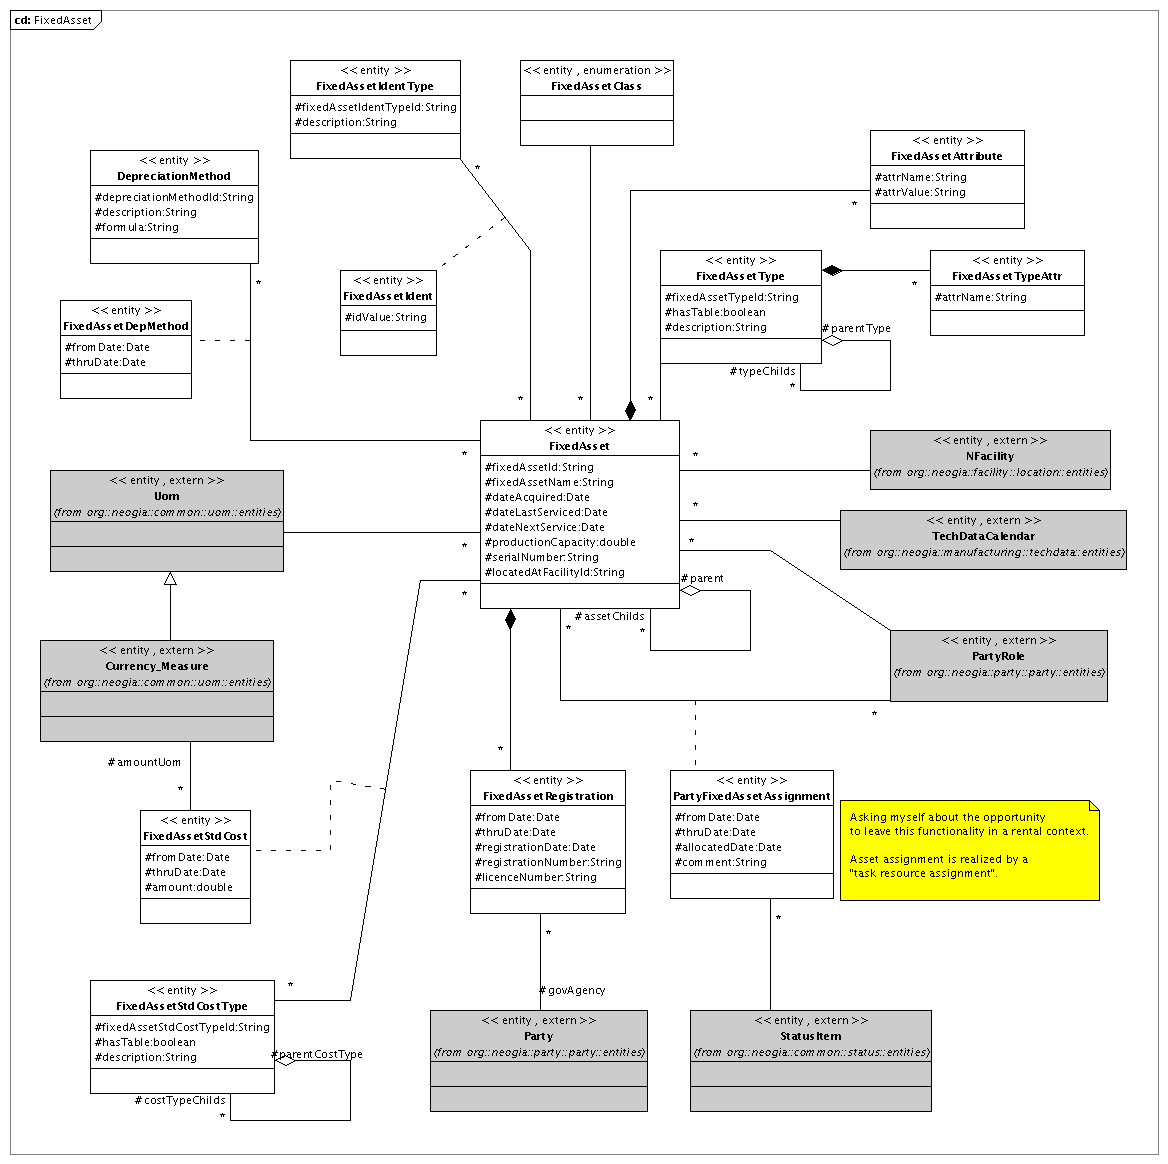 cd: FixedAsset
<< entity >>
FixedAssetIdentType
#fixedAssetIdentTypeId:String
#description:String
*
<< entity , enumeration >>
FixedAssetClass
<< entity >>
FixedAssetAttribute
#attrName:String
#attrValue:String
*
<< entity >>
DepreciationMethod
#depreciationMethodId:String
#description:String
#formula:String
*
<< entity >>
FixedAssetIdent
#idValue:String
<< entity >>
FixedAssetType
#fixedAssetTypeId:String
#hasTable:boolean
#description:String
#parentType
#typeChilds
*
<< entity >>
FixedAssetTypeAttr
#attrName:String
*
<< entity >>
FixedAssetDepMethod
#fromDate:Date
#thruDate:Date
*
*
*
<< entity >>
FixedAsset
#fixedAssetId:String
#fixedAssetName:String
#dateAcquired:Date
#dateLastServiced:Date
#dateNextService:Date
#productionCapacity:double
#serialNumber:String
#locatedAtFacilityId:String
*
*
*
*
*
*
#parent
#assetChilds
*
*
<< entity , extern >>
NFacility
(from org::neogia::facility::location::entities)
<< entity , extern >>
Uom
(from org::neogia::common::uom::entities)
<< entity , extern >>
TechDataCalendar
(from org::neogia::manufacturing::techdata::entities)
<< entity , extern >>
Currency_Measure
(from org::neogia::common::uom::entities)
<< entity , extern >>
PartyRole
(from org::neogia::party::party::entities)
*
#amountUom
*
<< entity >>
FixedAssetStdCost
#fromDate:Date
#thruDate:Date
#amount:double
*
<< entity >>
FixedAssetRegistration
#fromDate:Date
#thruDate:Date
#registrationDate:Date
#registrationNumber:String
#licenceNumber:String
*
#govAgency
<< entity >>
PartyFixedAssetAssignment
#fromDate:Date
#thruDate:Date
#allocatedDate:Date
#comment:String
*
Asking myself about the opportunity
to leave this functionality in a rental context.
Asset assignment is realized by a
"task resource assignment".
*
<< entity >>
FixedAssetStdCostType
#fixedAssetStdCostTypeId:String
#hasTable:boolean
#description:String
#parentCostType
#costTypeChilds
*
<< entity , extern >>
Party
(from org::neogia::party::party::entities)
<< entity , extern >>
StatusItem
(from org::neogia::common::status::entities)